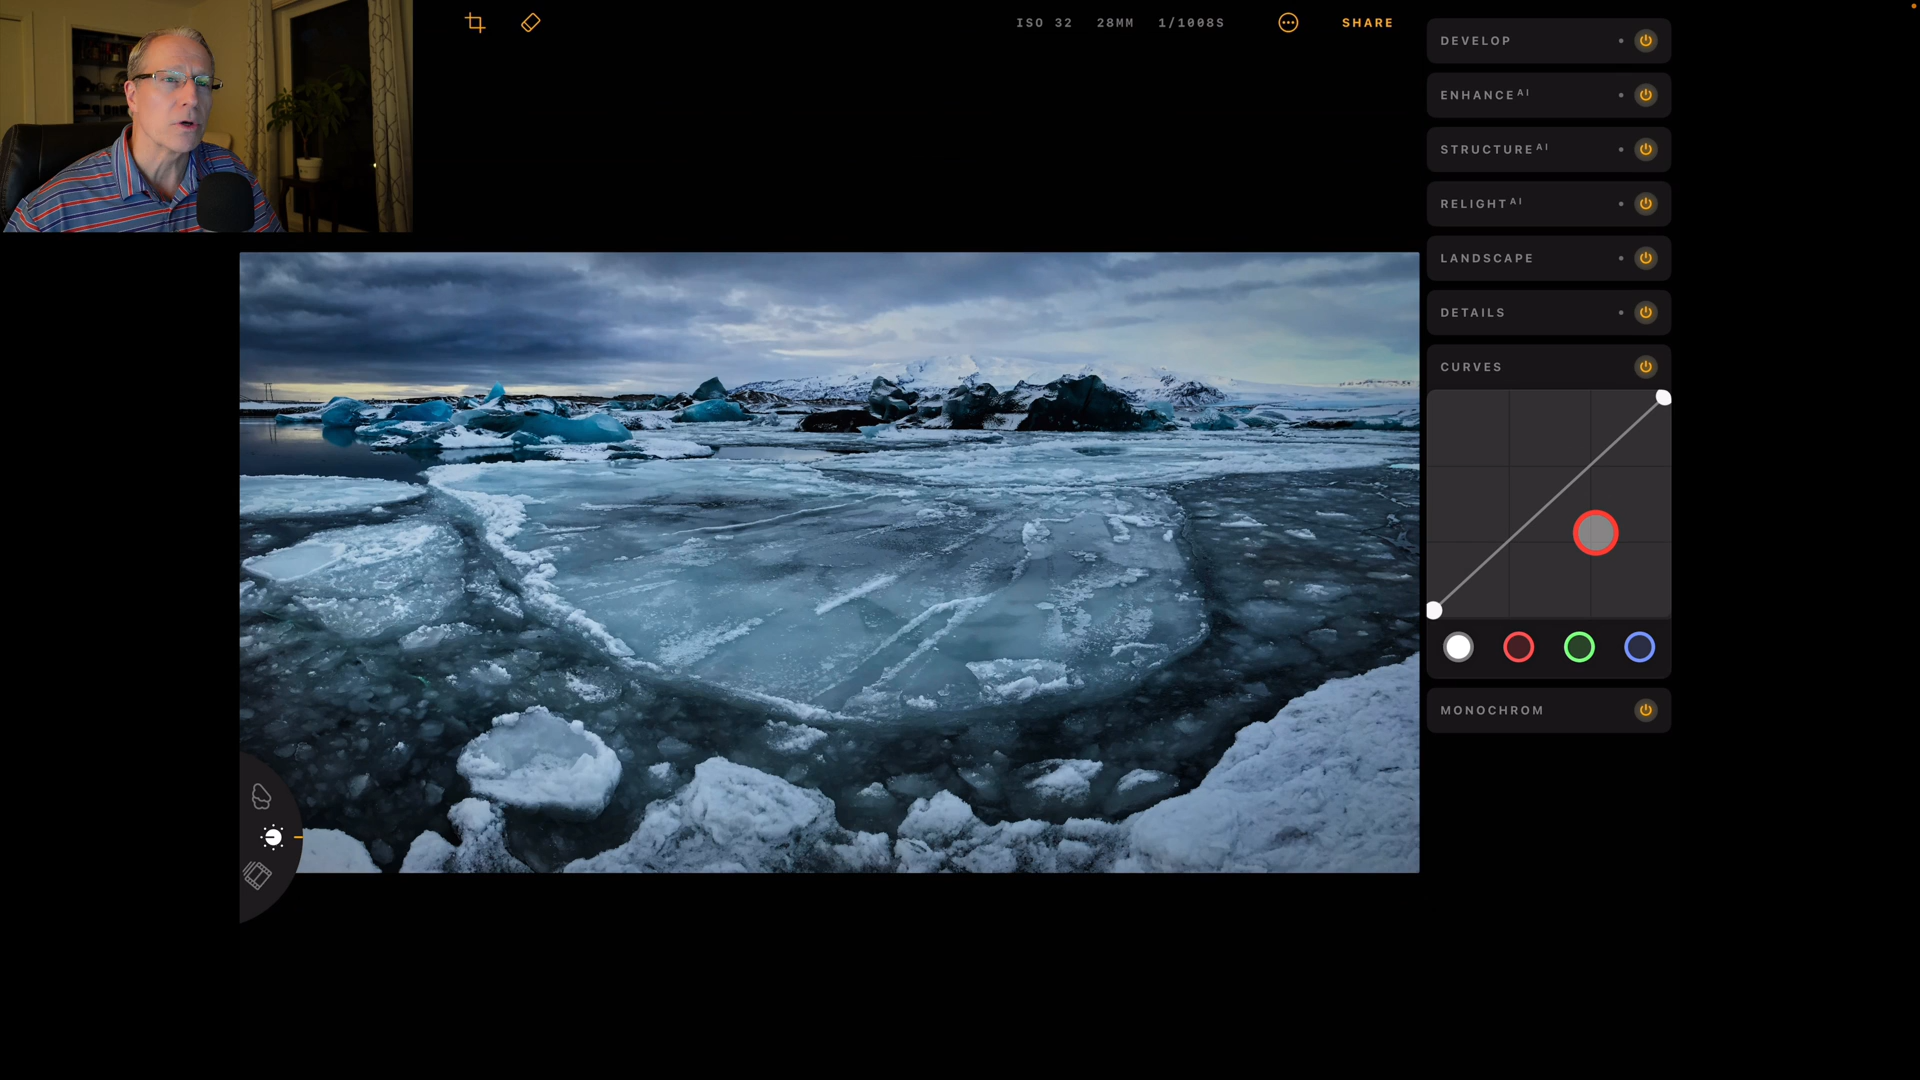 ISO 32 28MM 1/1008S SHARE
DEVELOP
ENHANCE AI
STRUCTURE AI
RELIGHT AI
LANDSCAPE
DETAILS
CURVES
MONOCHROM